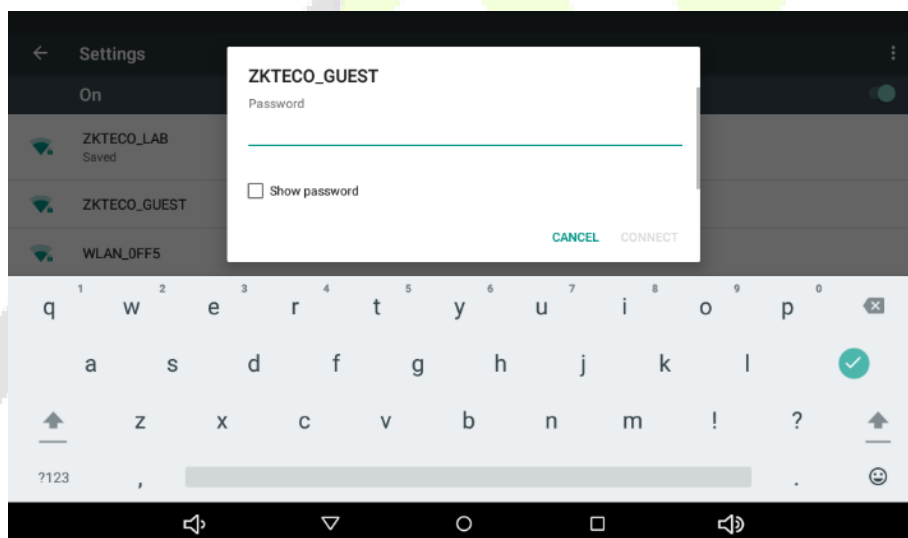 Settings
On
ZKTECO_LAB
Saved
ZKTECO_GUEST
WLAN_0FF5
ZKTECO_GUEST
Password
Show password
CANCEL CONNECT
1 2 3 4 5 6 7 8 9 0
q w e r t y u i o p
a s d f g h j k l
z x c v b n m ! ?
?123 , .